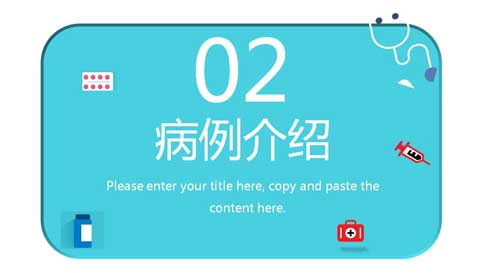 02
病例介绍
Please enter your title here, copy and paste the
content here.